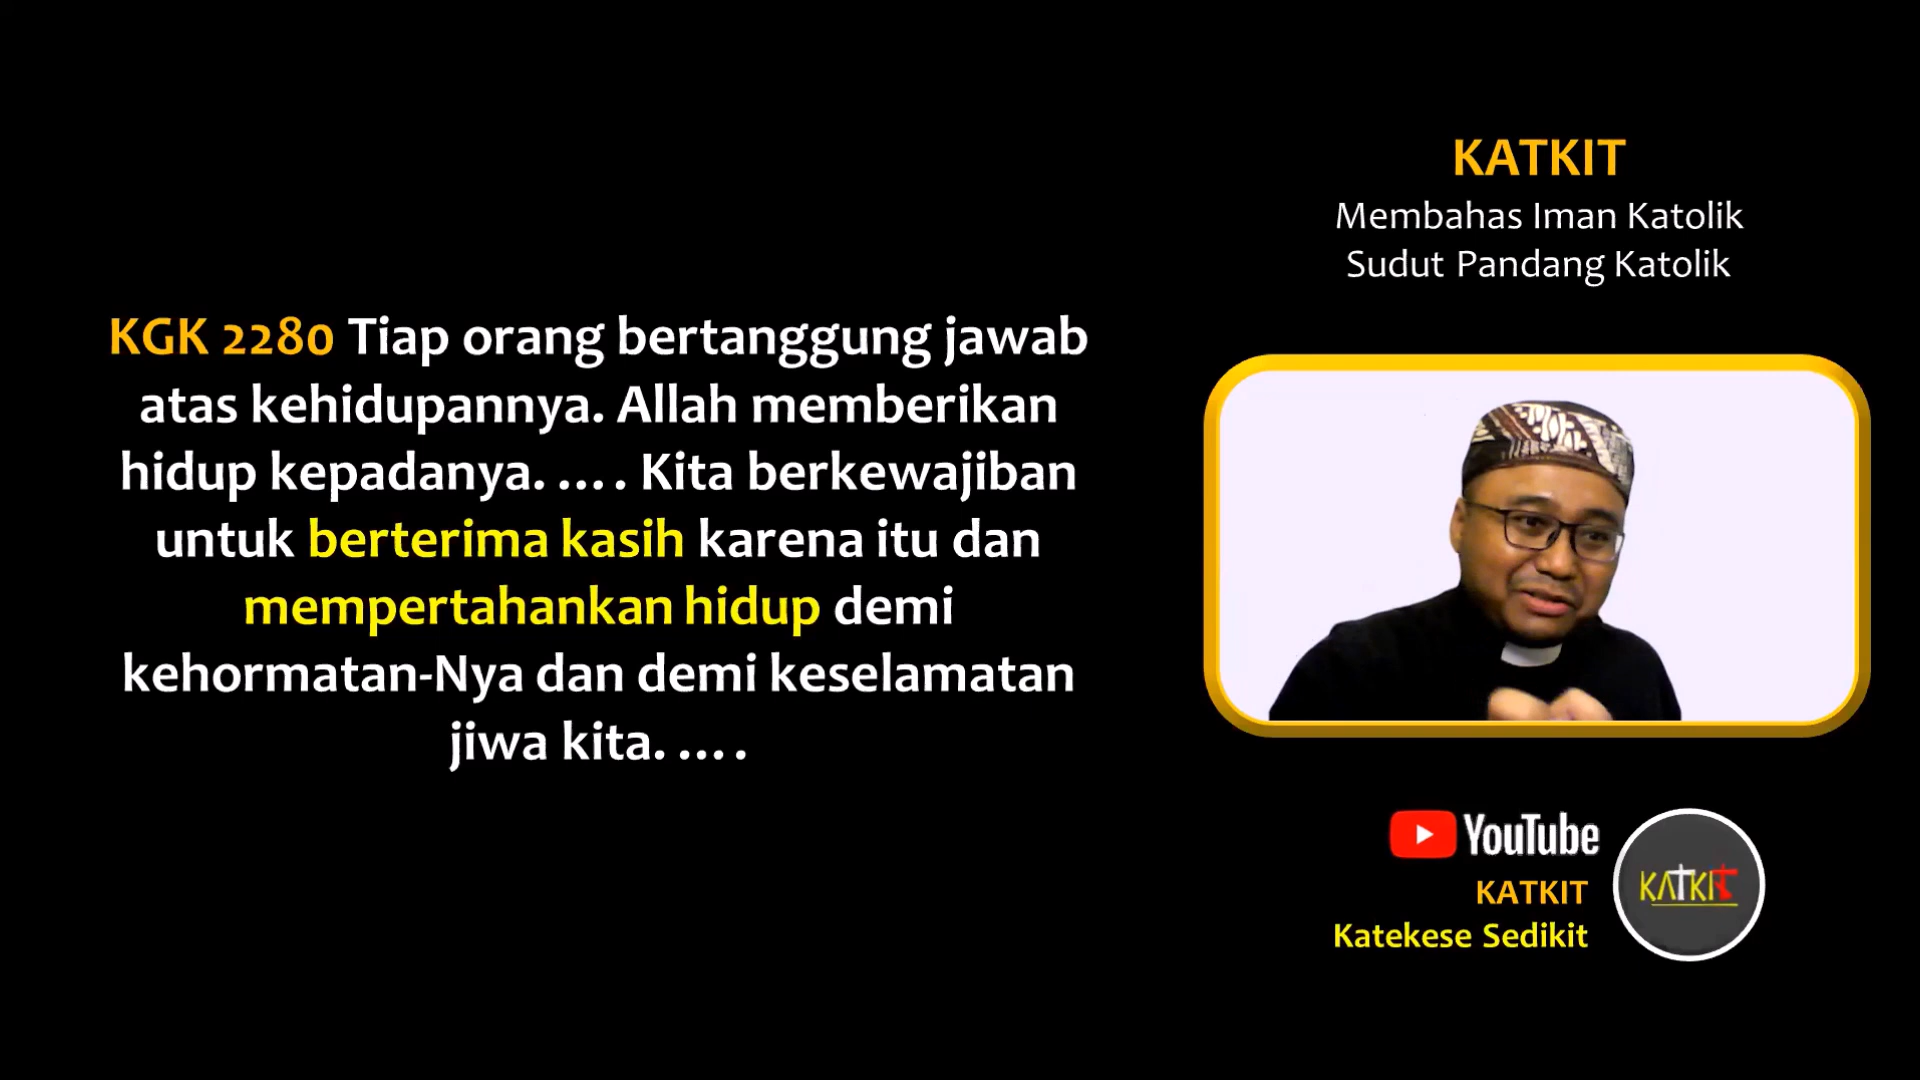 KGK 2280 Tiap orang bertanggung jawab
atas kehidupannya. Allah memberikan
hidup kepadanya. .... Kita berkewajiban
untuk berterima kasih karena itu dan
mempertahankan hidup demi
kehormatan-Nya dan demi keselamatan
jiwa kita. ....
KATKIT
Membahas Iman Katolik
Sudut Pandang Katolik
YouTube
KATKIT
Katekese Sedikit
KATKIT